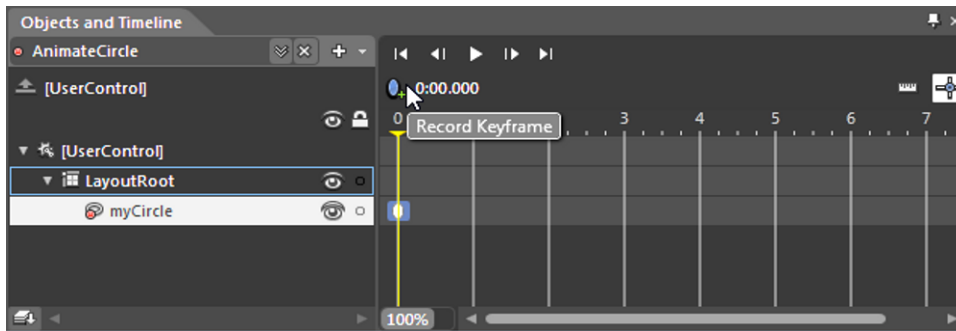 Objects and Timeline
AnimateCircle
[UserControl]
0:00.000
0 3 4 5 6 7
Record Keyframe
[UserControl]
LayoutRoot
myCircle
100%